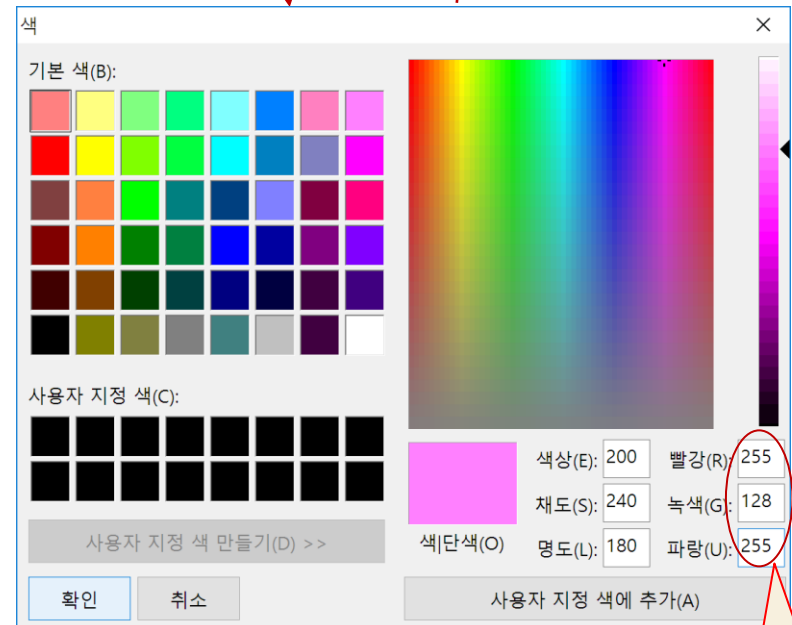 색
기본 색(B):
사용자 지정 색(C):
사용자 지정 색 만들기(D) >>
확인
취소
색|단색(O)
색상(E): 200
빨강(R): 255
채도(S): 240
녹색(G): 128
명도(L): 180
파랑(U): 255
사용자 지정 색에 추가(A)